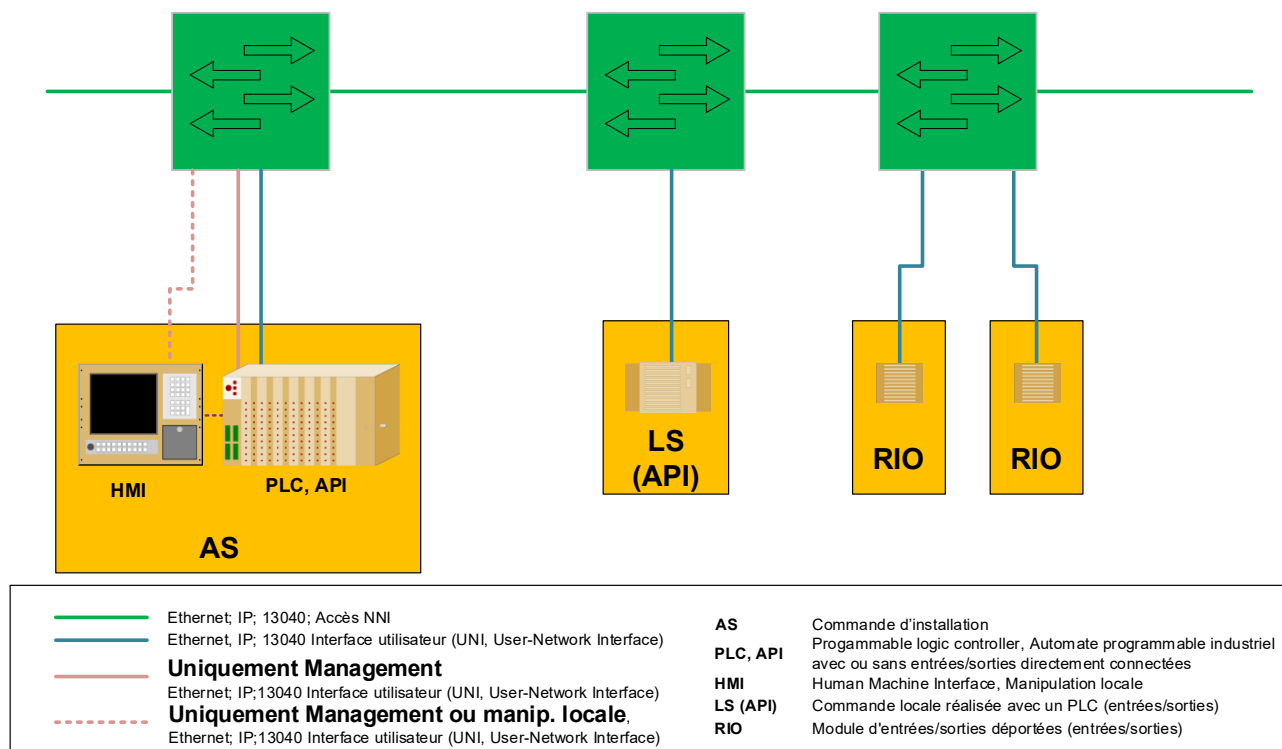 HMI
PLC, API
AS
LS
(API)
RIO
RIO
Ethernet; IP; 13040; Accès NNI
Ethernet, IP; 13040 Interface utilisateur (UNI, User-Network Interface)
Uniquement Management
Ethernet; IP;13040 Interface utilisateur (UNI, User-Network Interface)
Uniquement Management ou manip. locale,
Ethernet; IP;13040 Interface utilisateur (UNI, User-Network Interface)
AS Commande d'installation
PLC, API Progammable logic controller, Automate programmable industriel
avec ou sans entrées/sorties directement connectées
HMI Human Machine Interface, Manipulation locale
LS (API) Commande locale réalisée avec un PLC (entrées/sorties)
RIO Module d'entrées/sorties déportées (entrées/sorties)